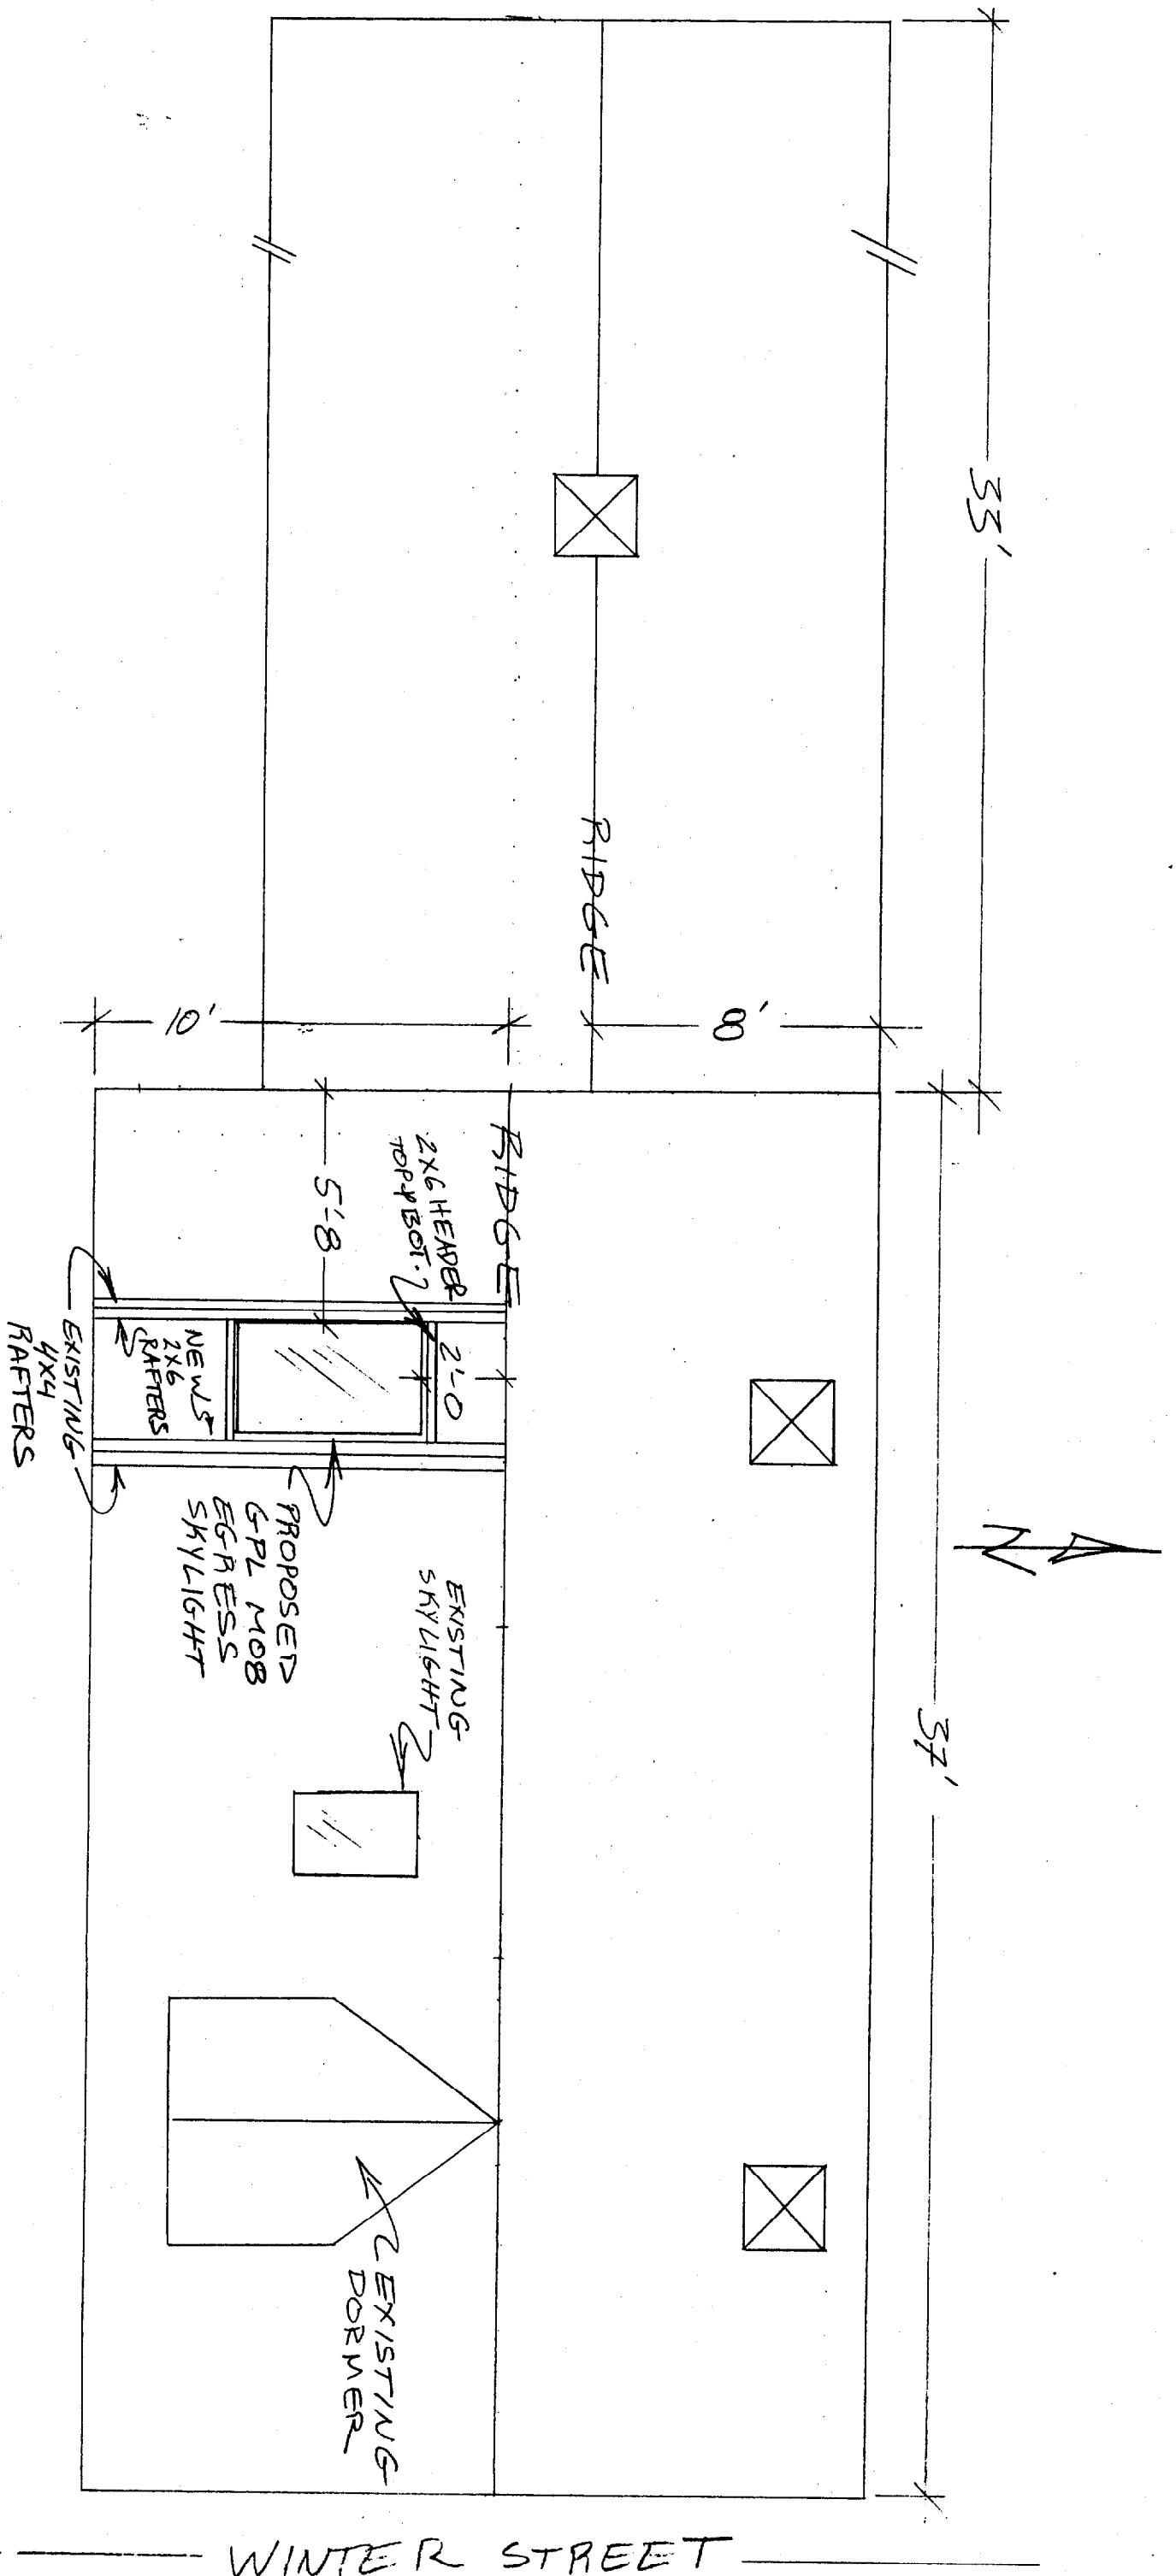 33'
RIDGE
10'
8'
37'
RIDGE
2X6 HEADER
TOP & BOT.
5'-8
2'-0
NEW
2X6
RAFTERS
EXISTING
4X4
RAFTERS
PROPOSED
GPL M08
EGRESS
SKYLIGHT
N
EXISTING
SKYLIGHT
EXISTING
DORMER
WINTER STREET